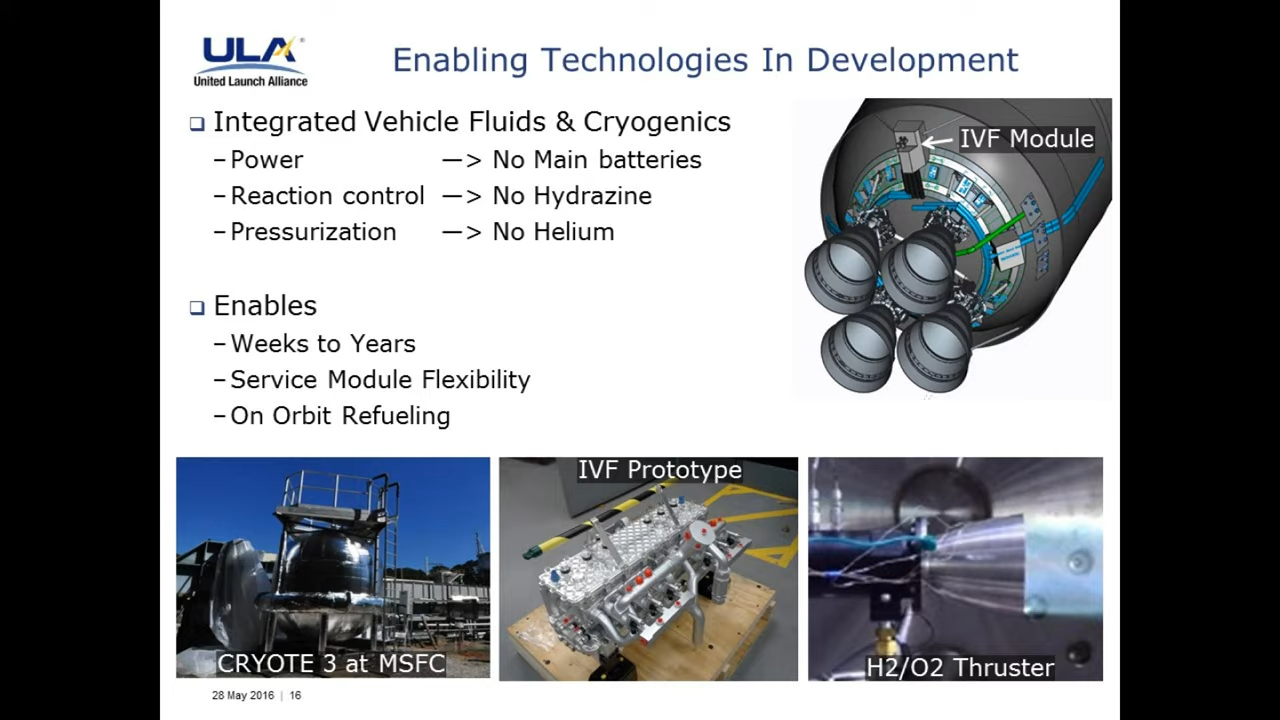 ULA
United Launch Alliance
Enabling Technologies In Development
Integrated Vehicle Fluids & Cryogenics
–Power —> No Main batteries
–Reaction control —> No Hydrazine
–Pressurization —> No Helium
IVF Module
Enables
–Weeks to Years
–Service Module Flexibility
–On Orbit Refueling
CRYOTE 3 at MSFC
IVF Prototype
H2/O2 Thruster
28 May 2016 | 16